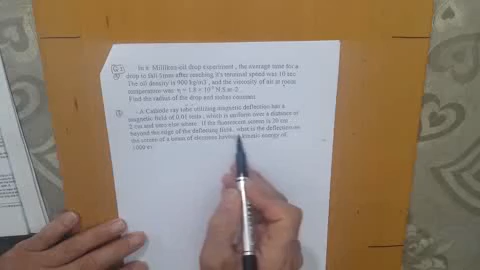 In a Millikan oil drop experiment, the average time for a
drop to fall 5mm after reaching it's terminal speed was 10 sec.
The oil density is 900 kg/m3, and the viscosity of air at room
temperature was η = 1.8 × 10 N.S.m-2
Find the radius of the drop and stokes constant
A Cathode ray tube utilizing magnetic deflection has a
magnetic field of 0.01 tesla, which is uniform over a distance of
2 cm and zero else where. If the fluorescent screen is 20 cm
beyond the edge of the deflecting field, what is the deflection on
the screen of a beam of electrons having kinetic energy of
1000 ev